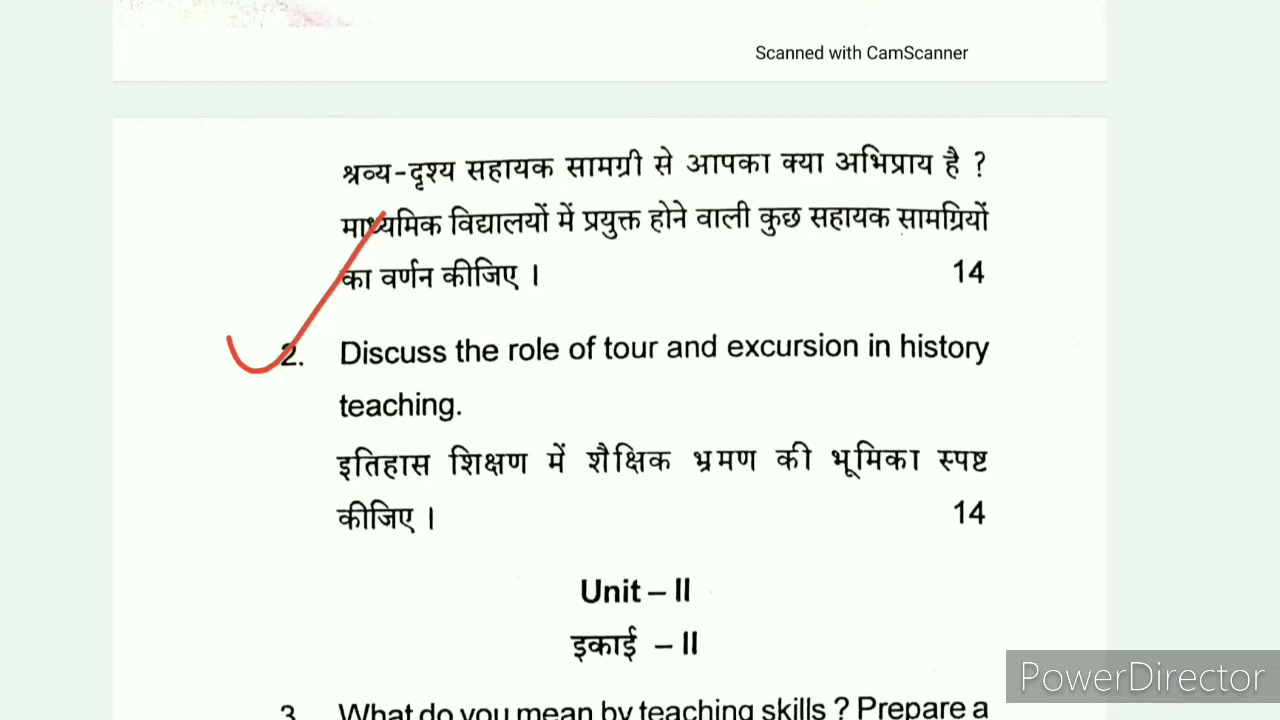 Scanned with CamScanner
श्रव्य-दृश्य सहायक सामग्री से आपका क्या अभिप्राय है ?
माध्यमिक विद्यालयों में प्रयुक्त होने वाली कुछ सहायक सामग्रियों
का वर्णन कीजिए । 14
2. Discuss the role of tour and excursion in history
teaching.
इतिहास शिक्षण में शैक्षिक भ्रमण की भूमिका स्पष्ट
कीजिए । 14
Unit – II
इकाई – II
3. What do you mean by teaching skills ? Prepare a
PowerDirector